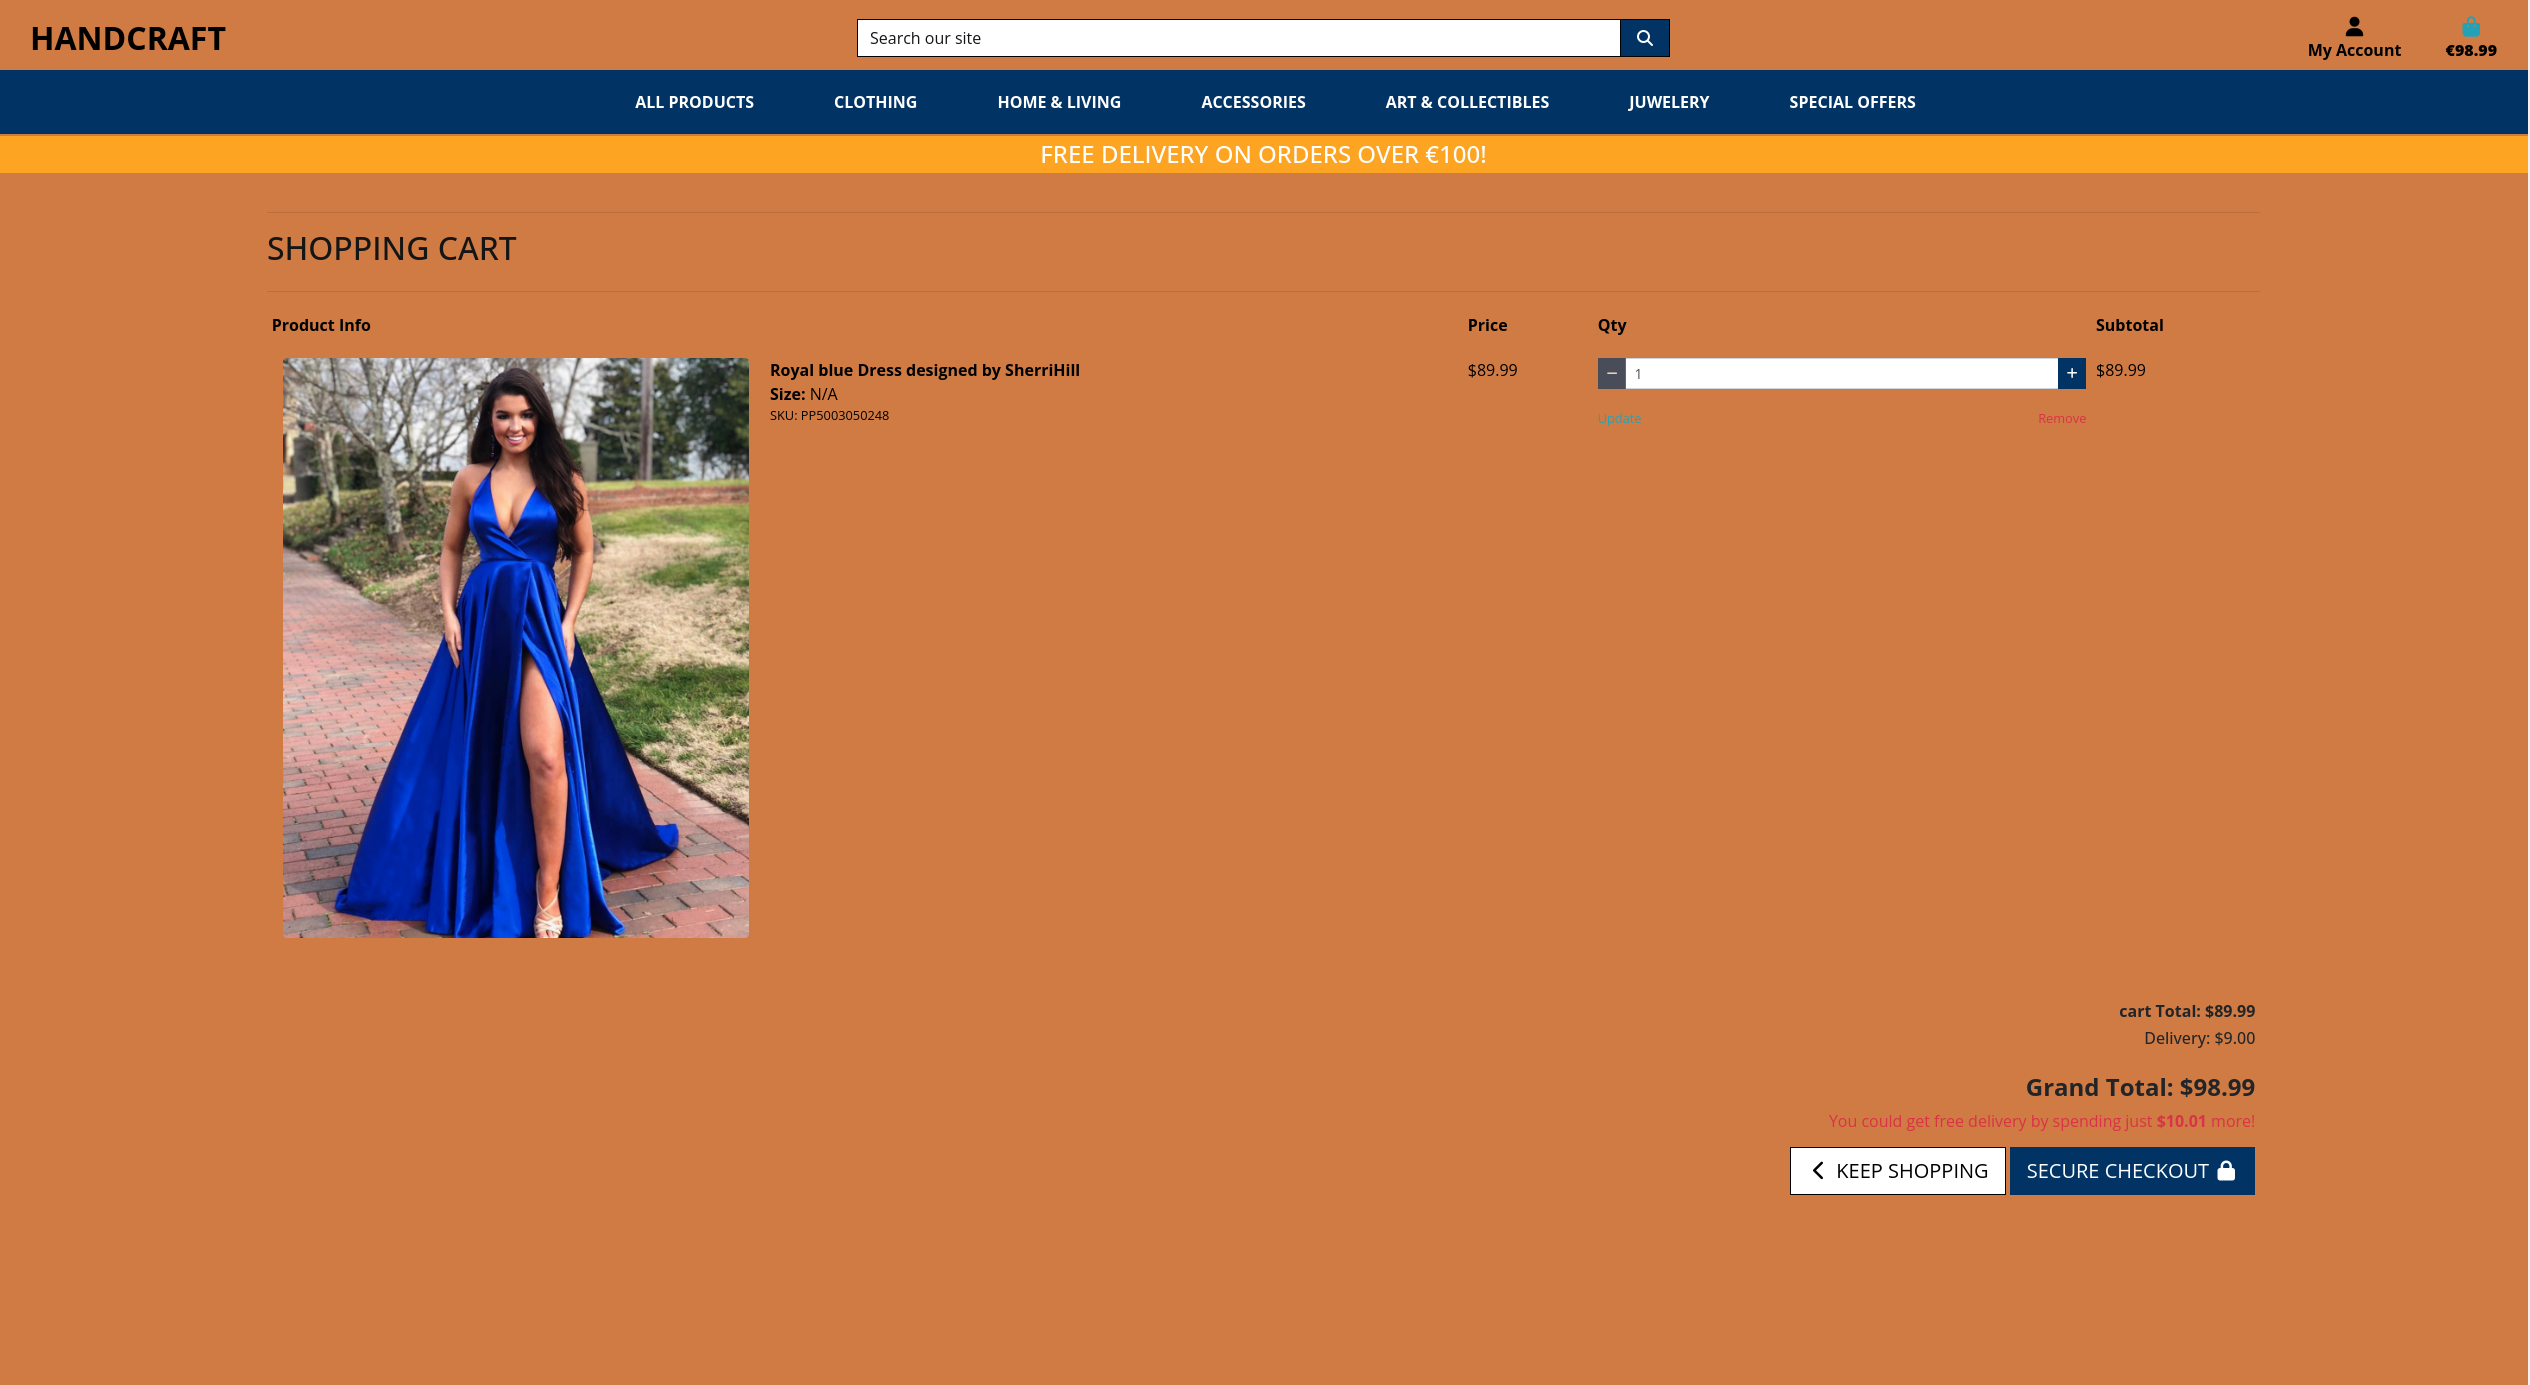 HANDCRAFT
Search our site
My Account
€98.99
ALL PRODUCTS CLOTHING HOME & LIVING ACCESSORIES ART & COLLECTIBLES JUWELERY SPECIAL OFFERS
FREE DELIVERY ON ORDERS OVER €100!
SHOPPING CART
Product Info Price Qty Subtotal
Royal blue Dress designed by SherriHill $89.99 − 1 + $89.99
Size: N/A
SKU: PP5003050248
Update Remove
cart Total: $89.99
Delivery: $9.00
Grand Total: $98.99
You could get free delivery by spending just $10.01 more!
KEEP SHOPPING SECURE CHECKOUT